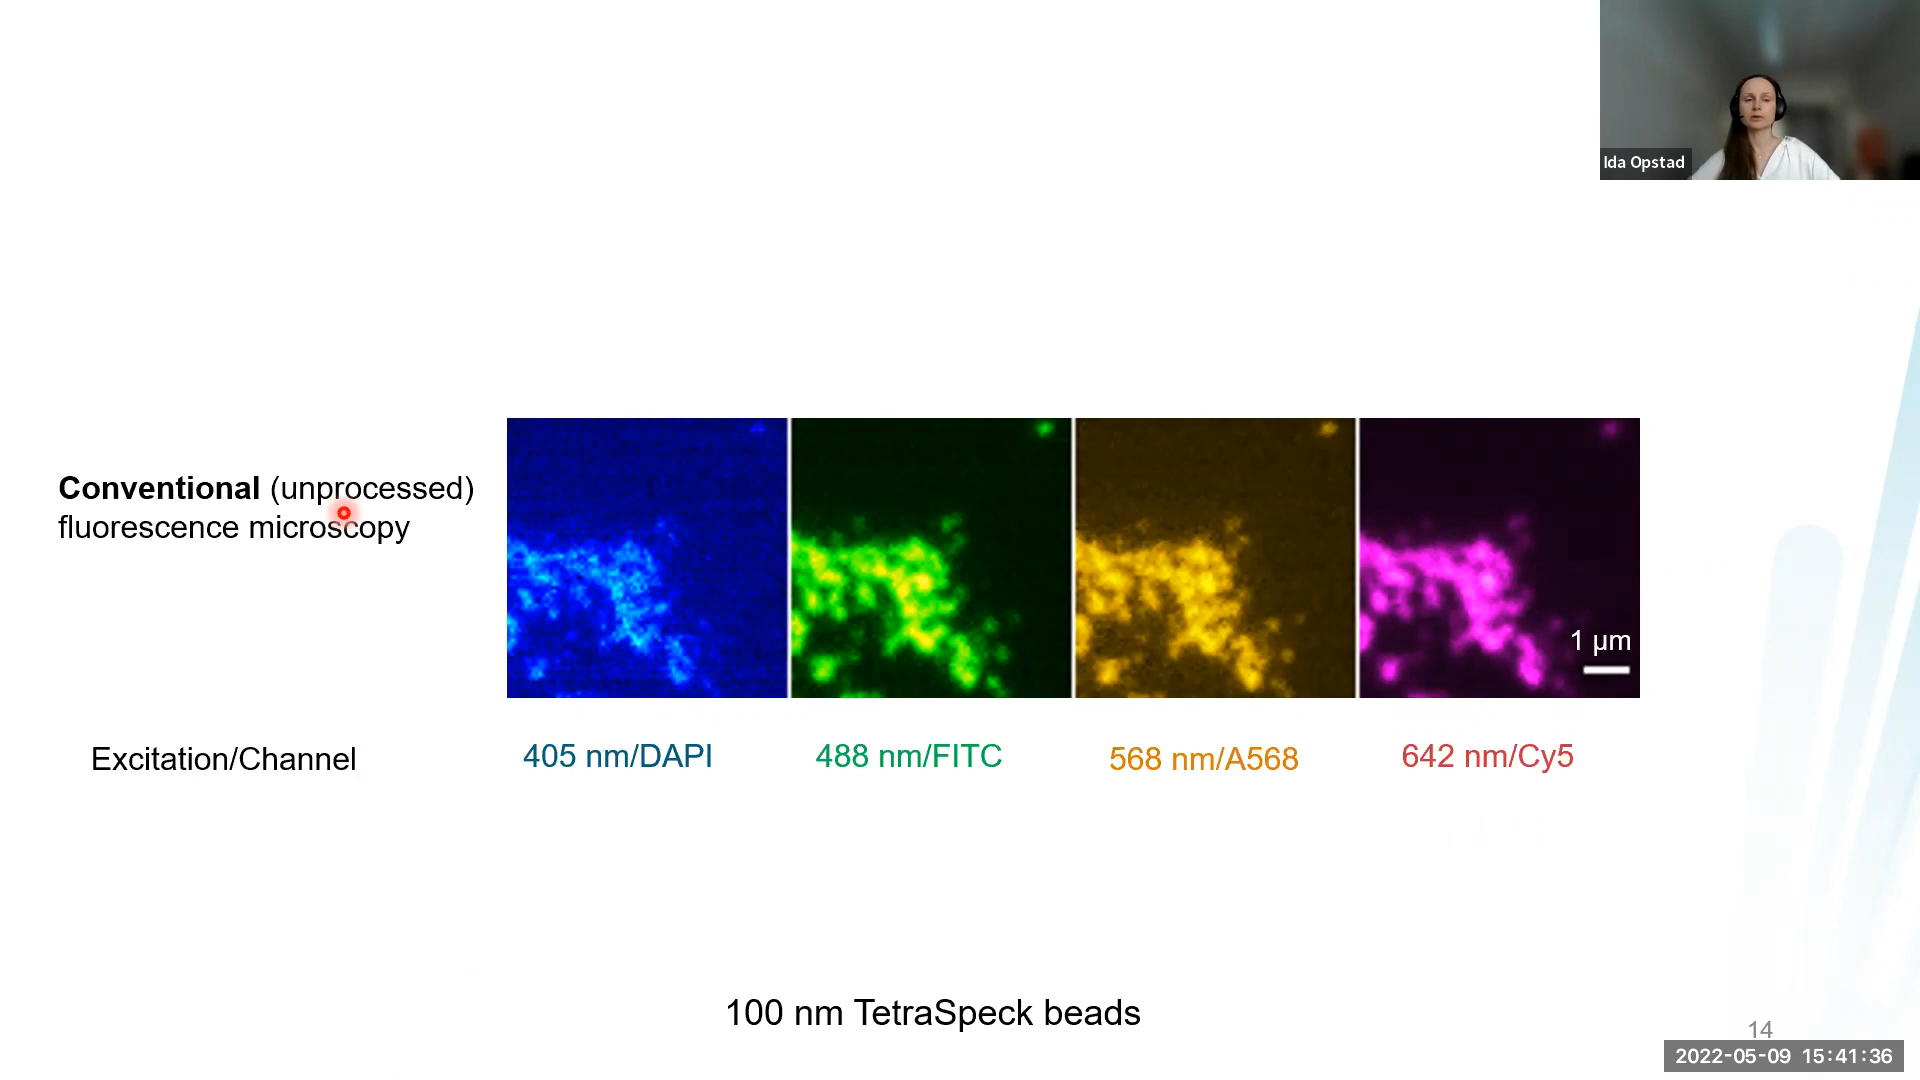 Ida Opstad
Conventional (unprocessed)
fluorescence microscopy
1 μm
Excitation/Channel
405 nm/DAPI
488 nm/FITC
568 nm/A568
642 nm/Cy5
100 nm TetraSpeck beads
14
2022-05-09 15:41:36